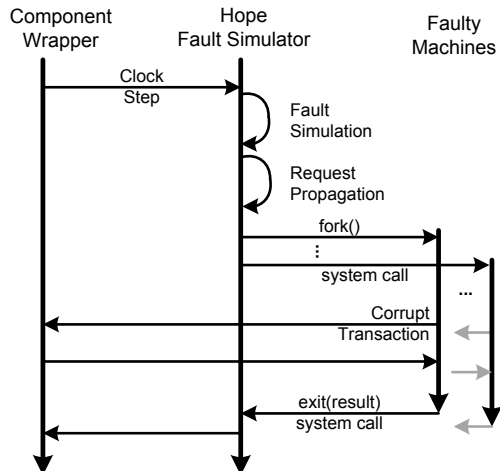 Component
Wrapper
Hope
Fault Simulator
Faulty
Machines
Clock
Step
Fault
Simulation
Request
Propagation
fork()
...
system call
...
Corrupt
Transaction
exit(result)
system call